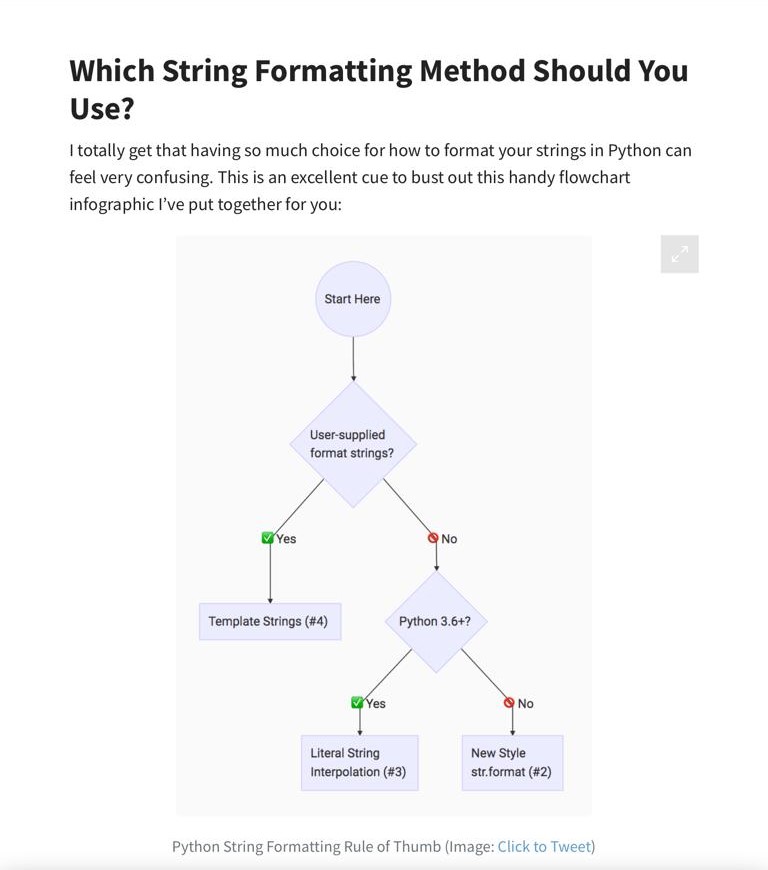 Which String Formatting Method Should You
Use?
I totally get that having so much choice for how to format your strings in Python can
feel very confusing. This is an excellent cue to bust out this handy flowchart
infographic I’ve put together for you:
Start Here
User-supplied
format strings?
Yes
No
Template Strings (#4)
Python 3.6+?
Yes
No
Literal String
Interpolation (#3)
New Style
str.format (#2)
Python String Formatting Rule of Thumb (Image: Click to Tweet)